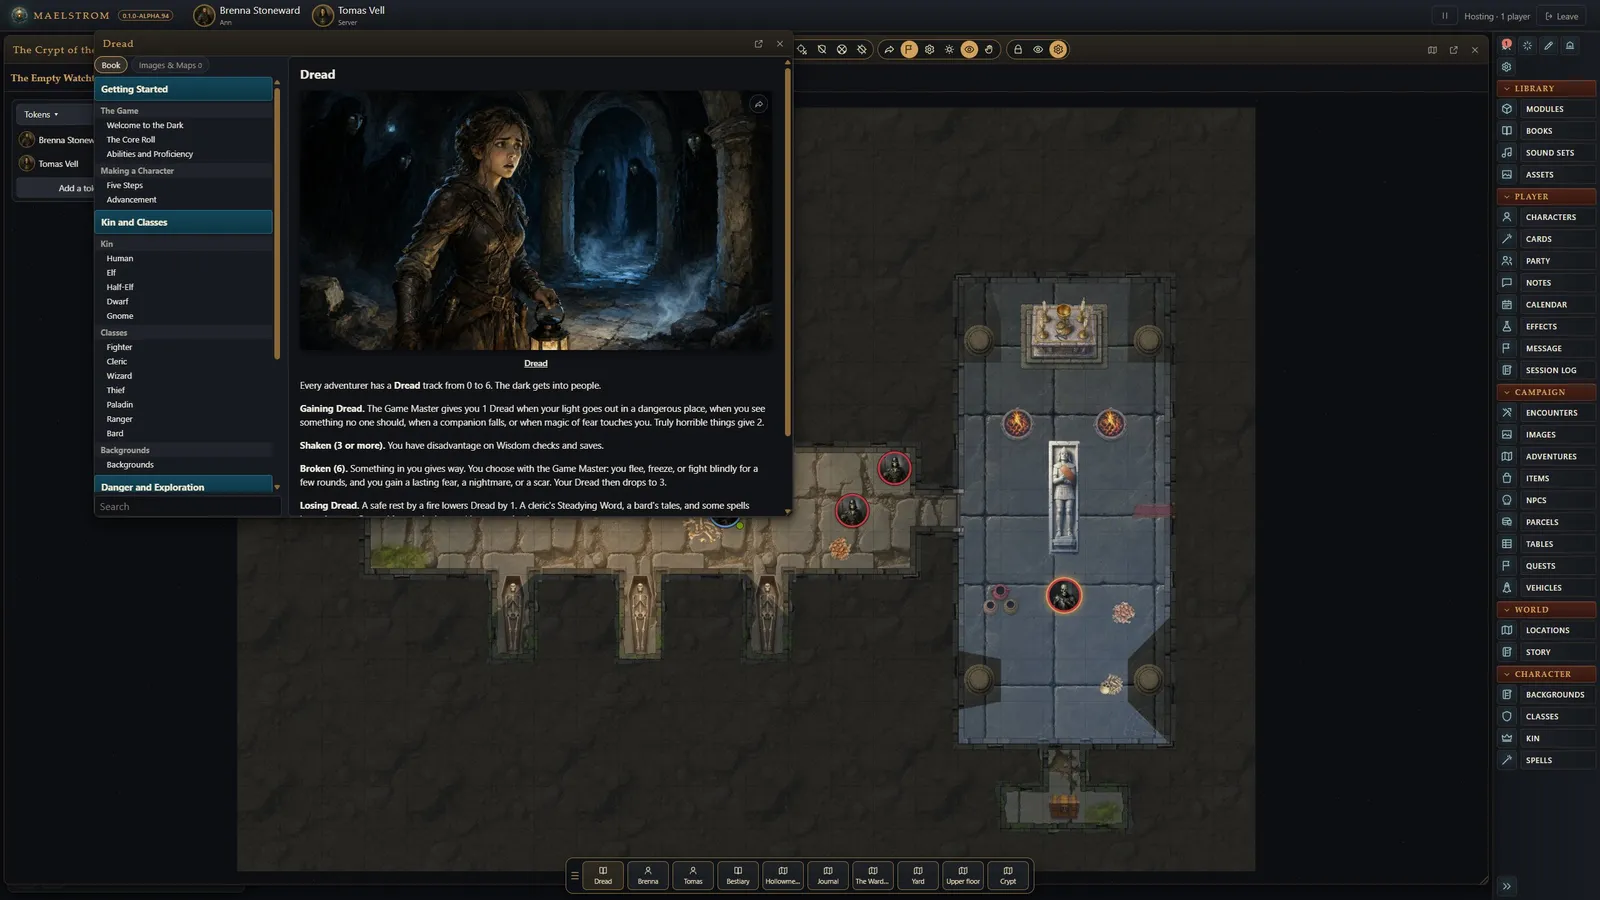 MAELSTROM
0.1.0-ALPHA.94
Brenna Stoneward
Ann
Tomas Vell
Server
Hosting · 1 player
Leave
The Crypt of the
The Empty Watcht
Tokens
Brenna Stonew
Tomas Vell
Add a tok
Dread
Book
Images & Maps 0
Getting Started
The Game
Welcome to the Dark
The Core Roll
Abilities and Proficiency
Making a Character
Five Steps
Advancement
Kin and Classes
Kin
Human
Elf
Half-Elf
Dwarf
Gnome
Classes
Fighter
Cleric
Wizard
Thief
Paladin
Ranger
Bard
Backgrounds
Backgrounds
Danger and Exploration
Search
Dread
Dread
Every adventurer has a Dread track from 0 to 6. The dark gets into people.
Gaining Dread. The Game Master gives you 1 Dread when your light goes out in a dangerous place, when you see
something no one should, when a companion falls, or when magic of fear touches you. Truly horrible things give 2.
Shaken (3 or more). You have disadvantage on Wisdom checks and saves.
Broken (6). Something in you gives way. You choose with the Game Master: you flee, freeze, or fight blindly for a
few rounds, and you gain a lasting fear, a nightmare, or a scar. Your Dread then drops to 3.
Losing Dread. A safe rest by a fire lowers Dread by 1. A cleric's Steadying Word, a bard's tales, and some spells
1
LIBRARY
MODULES
BOOKS
SOUND SETS
ASSETS
PLAYER
CHARACTERS
CARDS
PARTY
NOTES
CALENDAR
EFFECTS
MESSAGE
SESSION LOG
CAMPAIGN
ENCOUNTERS
IMAGES
ADVENTURES
ITEMS
NPCS
PARCELS
TABLES
QUESTS
VEHICLES
WORLD
LOCATIONS
STORY
CHARACTER
BACKGROUNDS
CLASSES
KIN
SPELLS
Dread
Brenna
Tomas
Bestiary
Hollowme...
Journal
The Ward...
Yard
Upper floor
Crypt